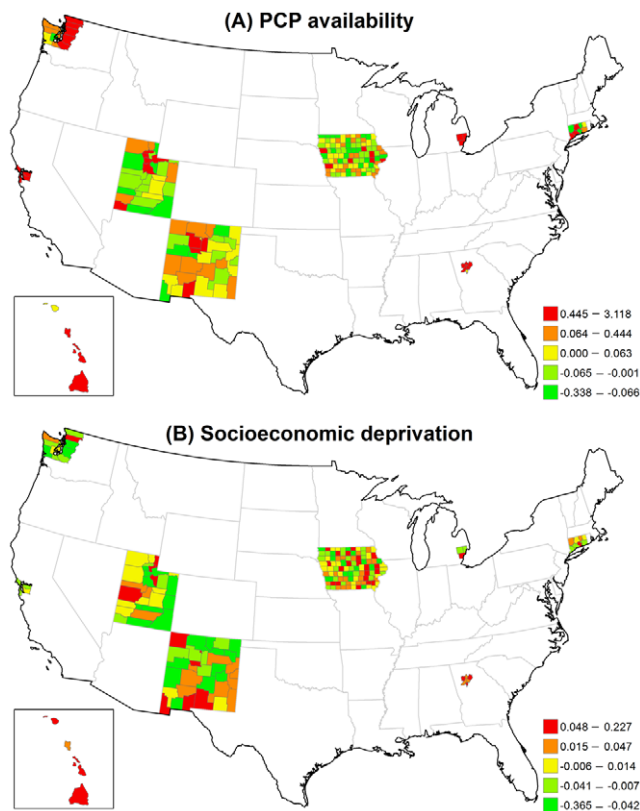 (A) PCP availability
0.445 – 3.118
0.064 – 0.444
0.000 – 0.063
-0.065 – -0.001
-0.338 – -0.066
(B) Socioeconomic deprivation
0.048 – 0.227
0.015 – 0.047
-0.006 – 0.014
-0.041 – -0.007
-0.365 – -0.042